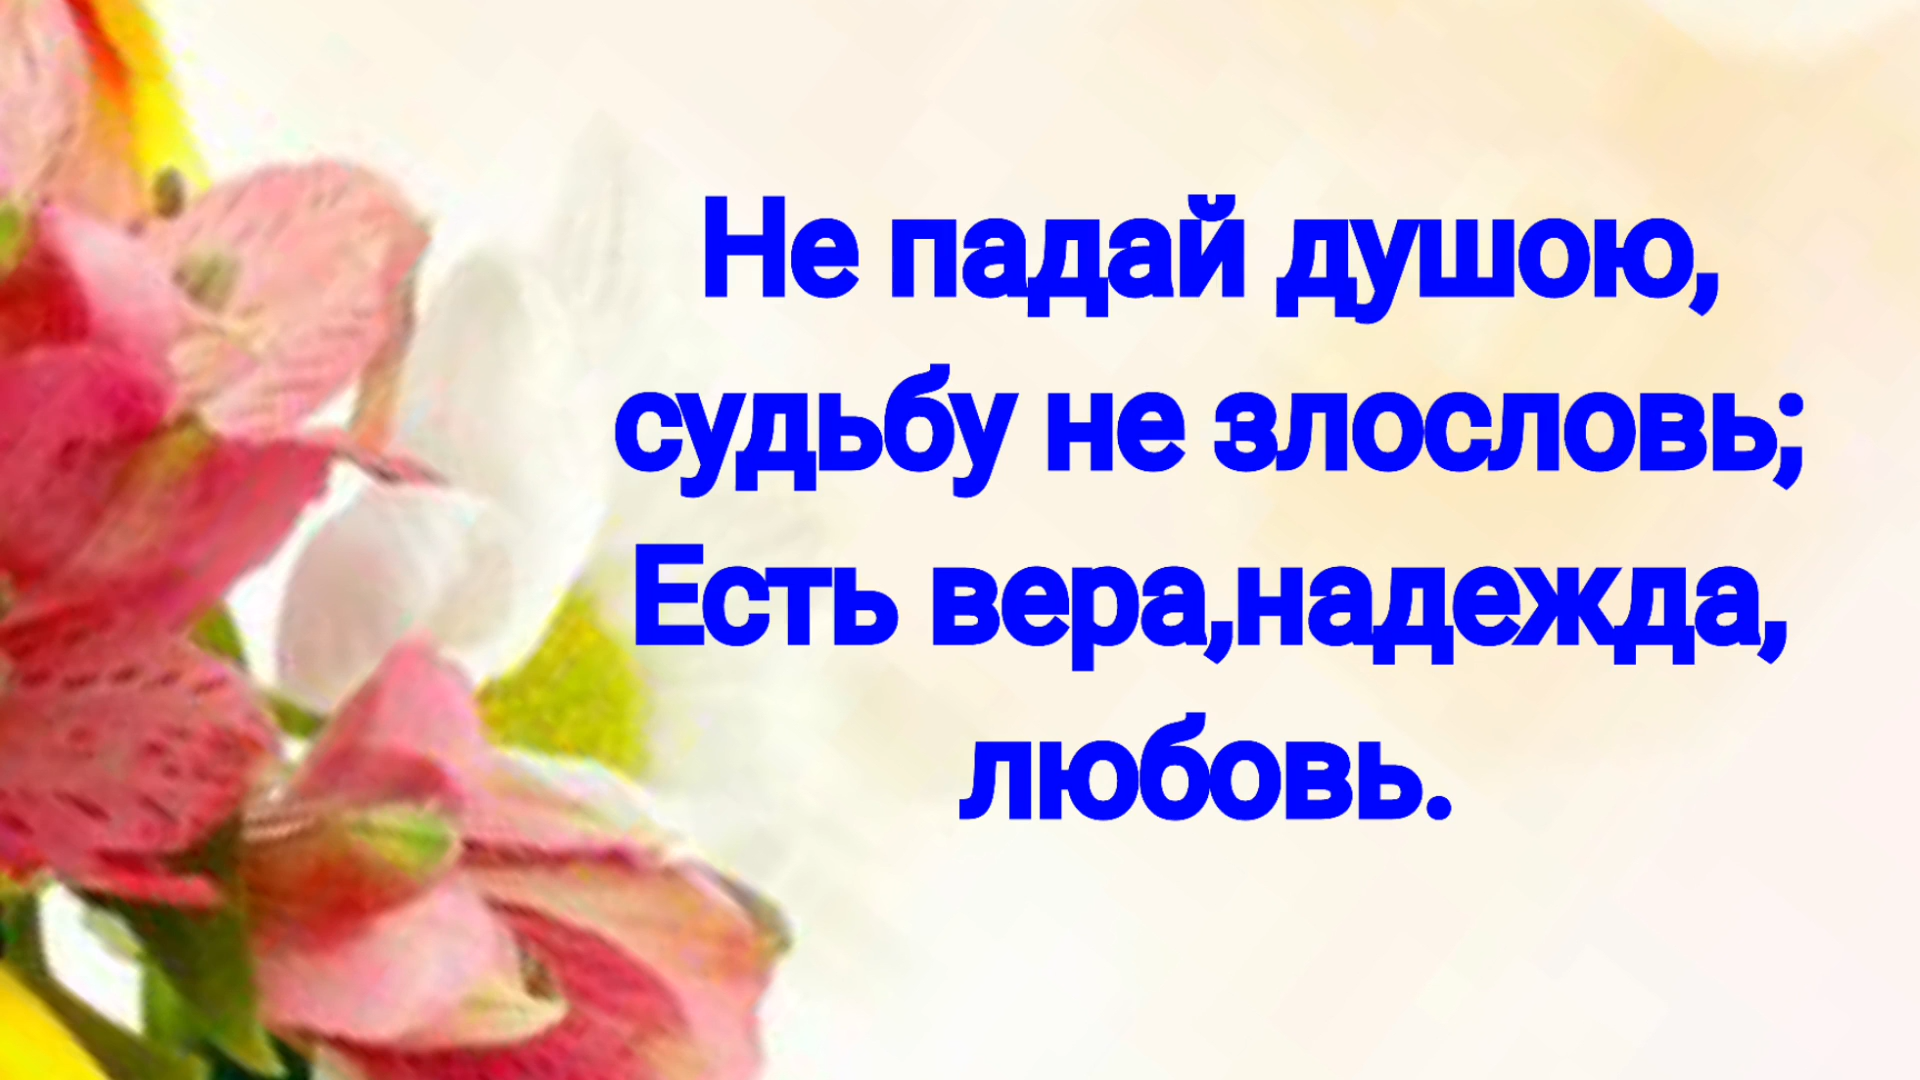 Не падай душою,
судьбу не злословь;
Есть вера,надежда,
любовь.